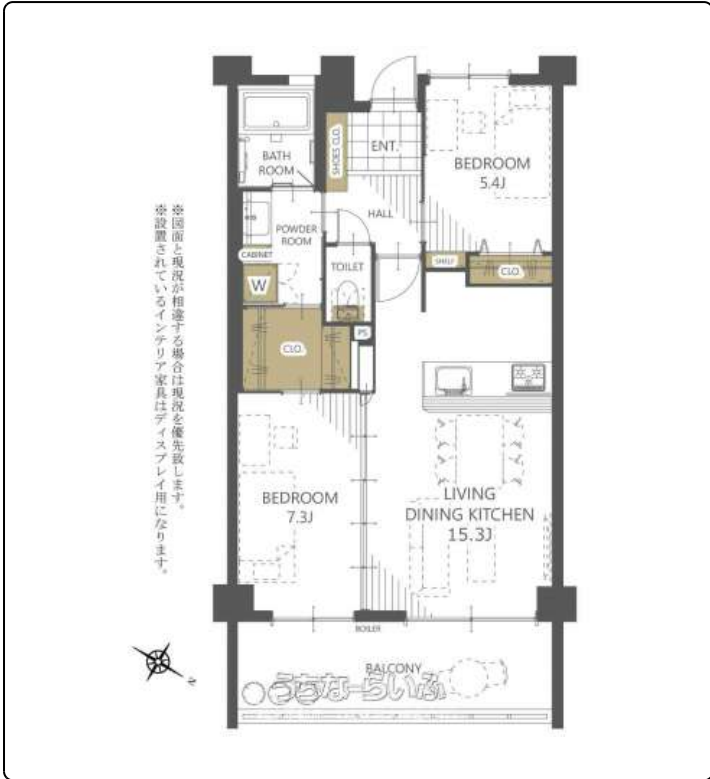 BATH
ROOM
SHOES CLO.
ENT.
BEDROOM
5.4J
HALL
POWDER
ROOM
CABINET
W
TOILET
SHELF
CLO.
CLO.
PS
BEDROOM
7.3J
LIVING
DINING KITCHEN
15.3J
BOILER
BALCONY
うちなーらいふ
N
※図面と現況が相違する場合は現況を優先致します。
※設置されているインテリア家具はディスプレイ用になります。